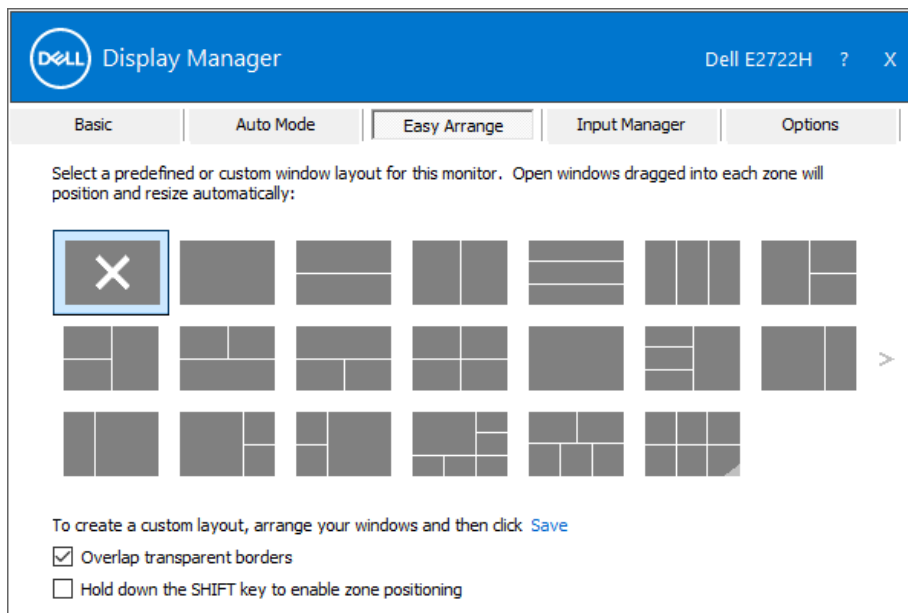 DELL Display Manager Dell E2722H ? X
Basic Auto Mode Easy Arrange Input Manager Options
Select a predefined or custom window layout for this monitor. Open windows dragged into each zone will
position and resize automatically:
>
To create a custom layout, arrange your windows and then click Save
Overlap transparent borders
Hold down the SHIFT key to enable zone positioning